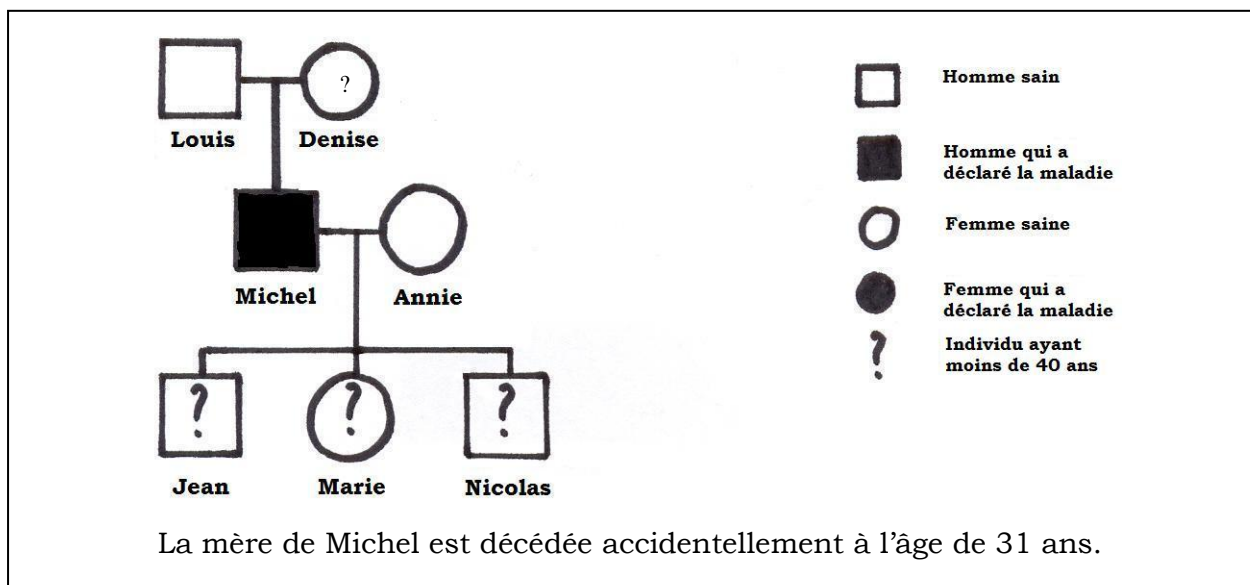 ?
Louis Denise
Michel Annie
? ? ?
Jean Marie Nicolas
Homme sain
Homme qui a
déclaré la maladie
Femme saine
Femme qui a
déclaré la maladie
?
Individu ayant
moins de 40 ans
La mère de Michel est décédée accidentellement à l’âge de 31 ans.